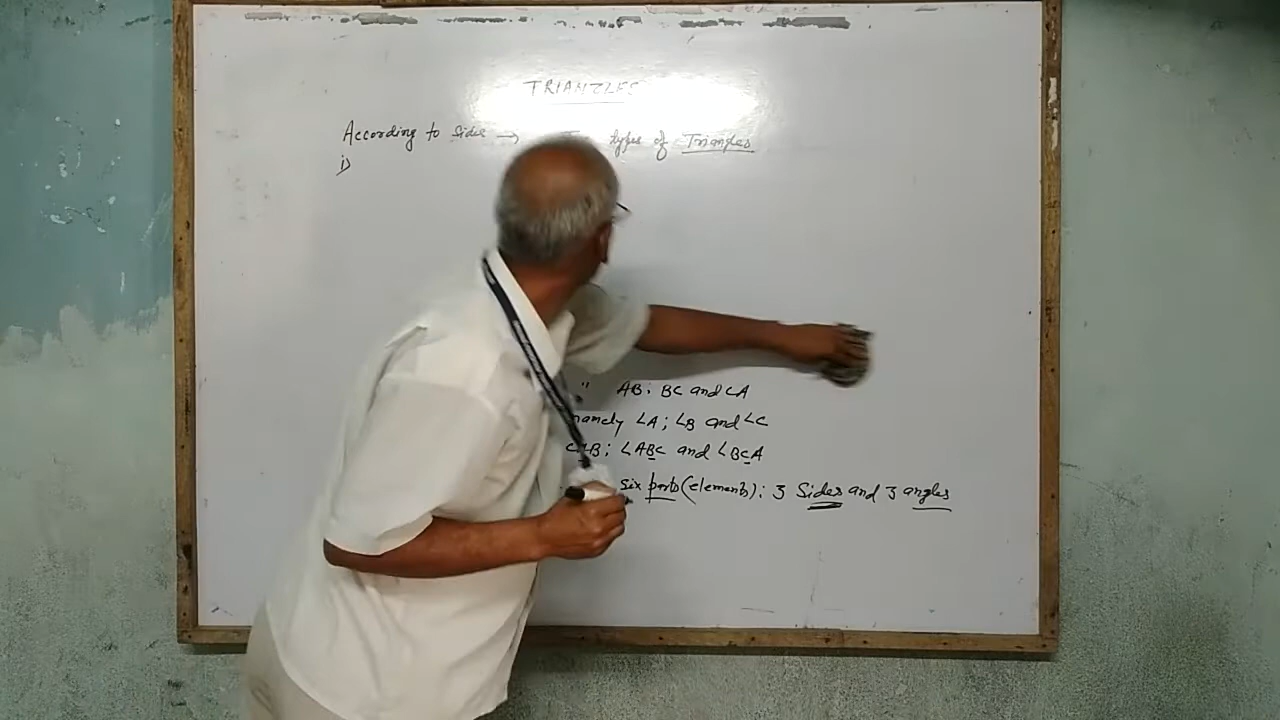 TRIANGLES
According to sides → types of Triangles
i)
" AB, BC and CA
namely ∠A; ∠B and ∠C
∠ABC and ∠BCA
six parts (elements): 3 Sides and 3 angles